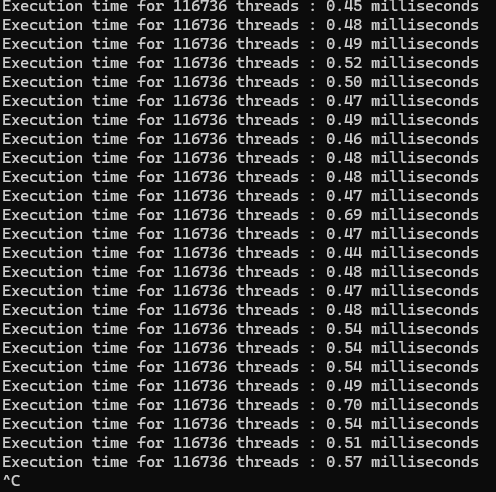 Execution time for 116736 threads : 0.45 milliseconds
Execution time for 116736 threads : 0.48 milliseconds
Execution time for 116736 threads : 0.49 milliseconds
Execution time for 116736 threads : 0.52 milliseconds
Execution time for 116736 threads : 0.50 milliseconds
Execution time for 116736 threads : 0.47 milliseconds
Execution time for 116736 threads : 0.49 milliseconds
Execution time for 116736 threads : 0.46 milliseconds
Execution time for 116736 threads : 0.48 milliseconds
Execution time for 116736 threads : 0.48 milliseconds
Execution time for 116736 threads : 0.47 milliseconds
Execution time for 116736 threads : 0.69 milliseconds
Execution time for 116736 threads : 0.47 milliseconds
Execution time for 116736 threads : 0.44 milliseconds
Execution time for 116736 threads : 0.48 milliseconds
Execution time for 116736 threads : 0.47 milliseconds
Execution time for 116736 threads : 0.48 milliseconds
Execution time for 116736 threads : 0.54 milliseconds
Execution time for 116736 threads : 0.54 milliseconds
Execution time for 116736 threads : 0.54 milliseconds
Execution time for 116736 threads : 0.49 milliseconds
Execution time for 116736 threads : 0.70 milliseconds
Execution time for 116736 threads : 0.54 milliseconds
Execution time for 116736 threads : 0.51 milliseconds
Execution time for 116736 threads : 0.57 milliseconds
^C